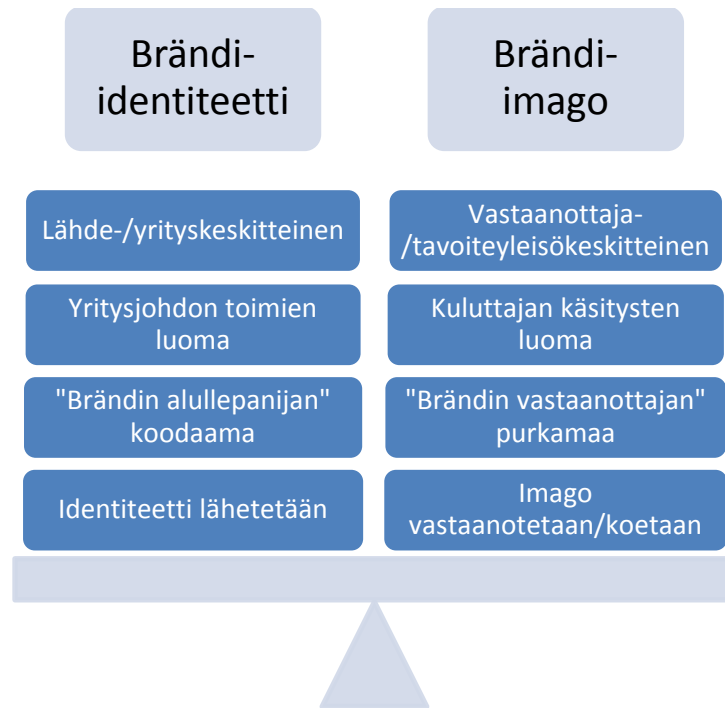 Brändi-
identiteetti
Brändi-
imago
Lähde-/yrityskeskitteinen
Vastaanottaja-
/tavoiteyleisökeskitteinen
Yritysjohdon toimien
luoma
Kuluttajan käsitysten
luoma
"Brändin alullepanijan"
koodaama
"Brändin vastaanottajan"
purkamaa
Identiteetti lähetetään
Imago
vastaanotetaan/koetaan